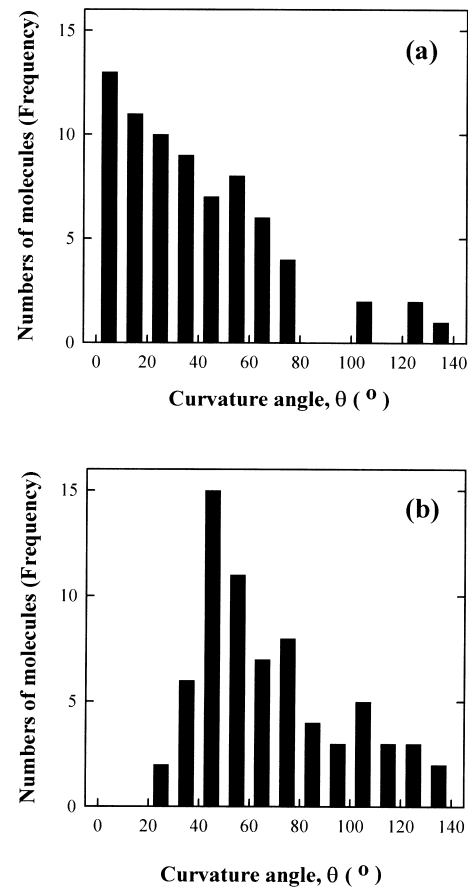 15
(a)
10
5
0
Numbers of molecules (Frequency)
0 20 40 60 80 100 120 140
Curvature angle, θ ( º )
15
(b)
10
5
0
Numbers of molecules (Frequency)
0 20 40 60 80 100 120 140
Curvature angle, θ ( º )